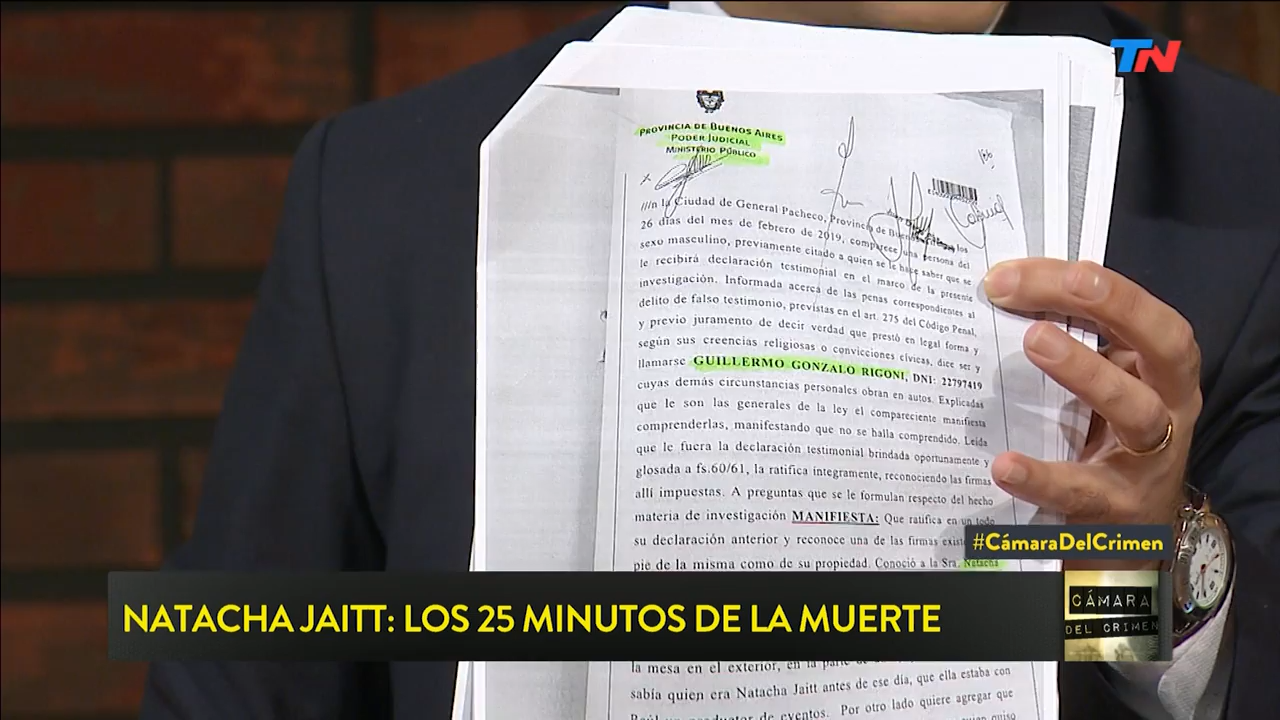 TN
PROVINCIA DE BUENOS AIRES
PODER JUDICIAL
MINISTERIO PÚBLICO
///n la Ciudad de General Pacheco, Provincia de Buenos los
26 días del mes de febrero de 2019, comparece una persona del
sexo masculino, previamente citado a quien se le hace saber que se
le recibirá declaración testimonial en el marco de la presente
investigación. Informada acerca de las penas correspondientes al
delito de falso testimonio, previstas en el art. 275 del Código Penal,
y previo juramento de decir verdad que prestó en legal forma y
según sus creencias religiosas o convicciones cívicas, dice ser y
llamarse GUILLERMO GONZALO RIGONI, DNI: 22797419
cuyas demás circunstancias personales obran en autos. Explicadas
que le son las generales de la ley el compareciente manifiesta
comprenderlas, manifestando que no se halla comprendido. Leída
que le fuera la declaración testimonial brindada oportunamente y
glosada a fs.60/61, la ratifica íntegramente, reconociendo las firmas
allí impuestas. A preguntas que se le formulan respecto del hecho
materia de investigación MANIFIESTA: Que ratifica en un todo
su declaración anterior y reconoce una de las firmas
pie de la misma como de su propiedad. Conoció a la Sra. Natacha
#CámaraDelCrimen
NATACHA JAITT: LOS 25 MINUTOS DE LA MUERTE
CÁMARA
DEL CRIMEN
la mesa en el exterior, en la parte de
sabía quien era Natacha Jaitt antes de ese día, que ella estaba con
Raúl un productor de eventos. Por otro lado quiere agregar que